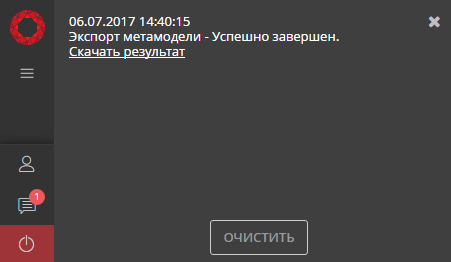 06.07.2017 14:40:15
Экспорт метамодели - Успешно завершен.
Скачать результат
1
ОЧИСТИТЬ